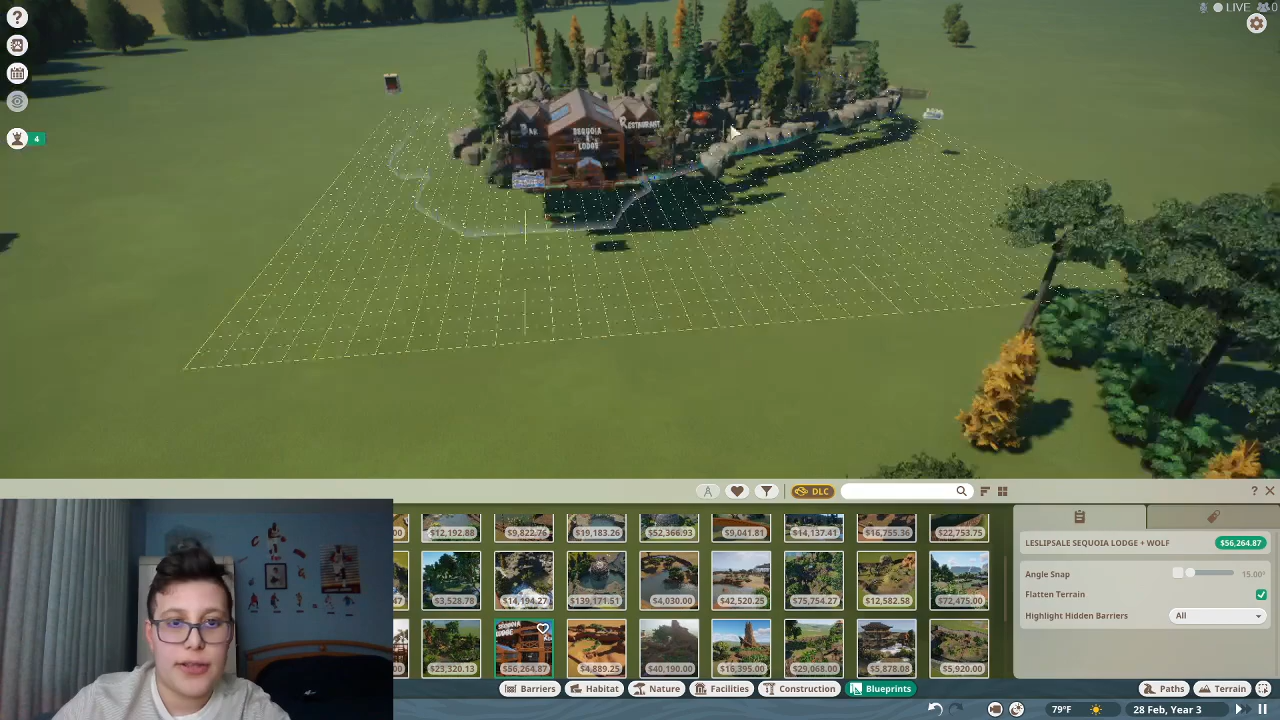 LIVE
?
4
BAR
SEQUOIA LODGE
RESTAURANT
DLC
?
$12,192.88 $9,822.76 $19,183.26 $52,366.93 $9,041.81 $14,137.41 $16,755.36 $22,753.75
$3,528.78 $14,194.27 $139,171.51 $4,030.00 $42,520.25 $75,754.27 $12,582.58 $72,475.00
SEQUOIA LODGE
$23,320.13 $56,264.87 $4,889.25 $40,190.00 $16,395.00 $29,068.00 $5,878.08 $5,920.00
LESLIPSALE SEQUOIA LODGE + WOLF $56,264.87
Angle Snap 15.00°
Flatten Terrain
Highlight Hidden Barriers All
Barriers Habitat Nature Facilities Construction Blueprints Paths Terrain
79°F 28 Feb, Year 3